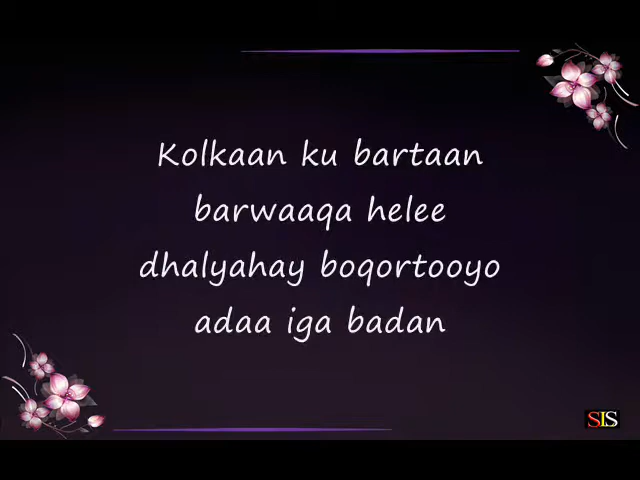 Kolkaan ku bartaan
barwaaqa helee
dhalyahay boqortooyo
adaa iga badan
SIS